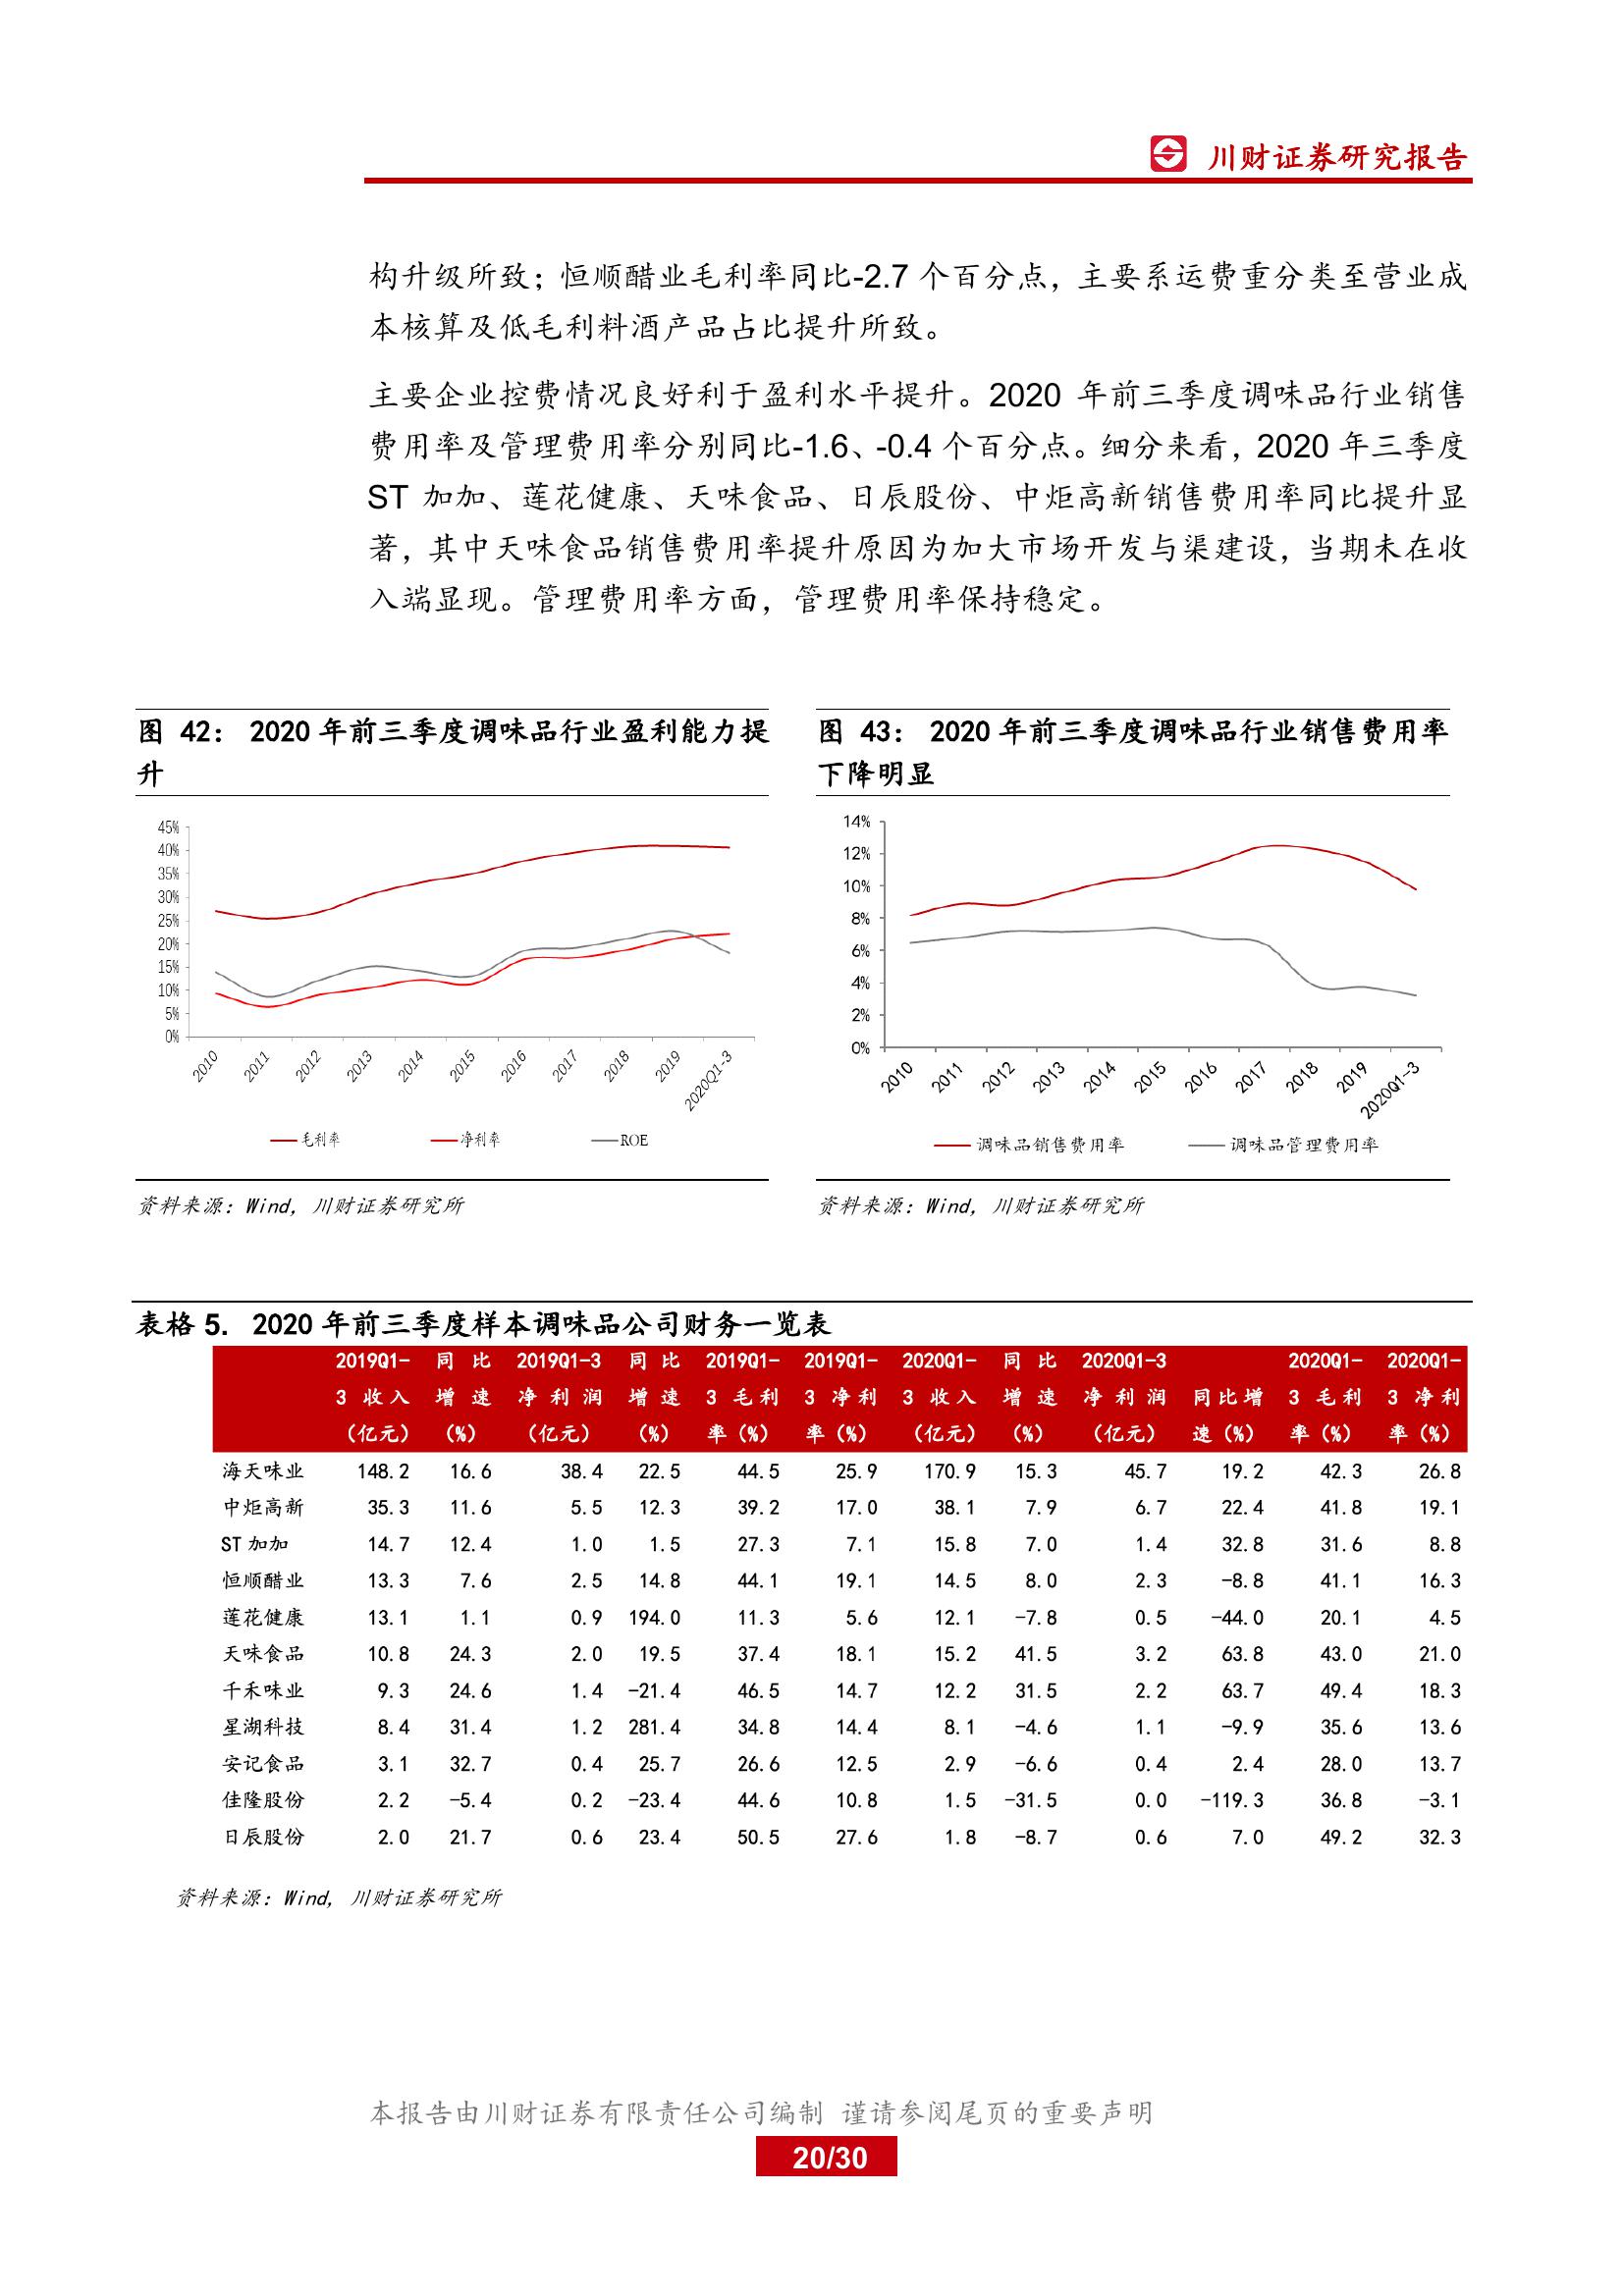 川财证券研究报告
构升级所致；恒顺醋业毛利率同比-2.7 个百分点，主要系运费重分类至营业成
本核算及低毛利料酒产品占比提升所致。
主要企业控费情况良好利于盈利水平提升。2020 年前三季度调味品行业销售
费用率及管理费用率分别同比-1.6、-0.4 个百分点。细分来看，2020 年三季度
ST 加加、莲花健康、天味食品、日辰股份、中炬高新销售费用率同比提升显
著，其中天味食品销售费用率提升原因为加大市场开发与渠建设，当期未在收
入端显现。管理费用率方面，管理费用率保持稳定。
图 42： 2020 年前三季度调味品行业盈利能力提
升
45%
40%
35%
30%
25%
20%
15%
10%
5%
0%
2010 2011 2012 2013 2014 2015 2016 2017 2018 2019 2020Q1-3
毛利率 净利率 ROE
资料来源：Wind, 川财证券研究所
图 43： 2020 年前三季度调味品行业销售费用率
下降明显
14%
12%
10%
8%
6%
4%
2%
0%
2010 2011 2012 2013 2014 2015 2016 2017 2018 2019 2020Q1-3
调味品销售费用率 调味品管理费用率
资料来源：Wind, 川财证券研究所
表格 5. 2020 年前三季度样本调味品公司财务一览表
2019Q1- 同 比 2019Q1-3 同 比 2019Q1- 2019Q1- 2020Q1- 同 比 2020Q1-3 2020Q1- 2020Q1-
3 收入 增 速 净 利 润 增 速 3 毛利 3 净利 3 收入 增 速 净 利 润 同比增 3 毛利 3 净利
（亿元） （%） （亿元） （%） 率（%） 率（%） （亿元） （%） （亿元） 速（%） 率（%） 率（%）
海天味业 148.2 16.6 38.4 22.5 44.5 25.9 170.9 15.3 45.7 19.2 42.3 26.8
中炬高新 35.3 11.6 5.5 12.3 39.2 17.0 38.1 7.9 6.7 22.4 41.8 19.1
ST 加加 14.7 12.4 1.0 1.5 27.3 7.1 15.8 7.0 1.4 32.8 31.6 8.8
恒顺醋业 13.3 7.6 2.5 14.8 44.1 19.1 14.5 8.0 2.3 -8.8 41.1 16.3
莲花健康 13.1 1.1 0.9 194.0 11.3 5.6 12.1 -7.8 0.5 -44.0 20.1 4.5
天味食品 10.8 24.3 2.0 19.5 37.4 18.1 15.2 41.5 3.2 63.8 43.0 21.0
千禾味业 9.3 24.6 1.4 -21.4 46.5 14.7 12.2 31.5 2.2 63.7 49.4 18.3
星湖科技 8.4 31.4 1.2 281.4 34.8 14.4 8.1 -4.6 1.1 -9.9 35.6 13.6
安记食品 3.1 32.7 0.4 25.7 26.6 12.5 2.9 -6.6 0.4 2.4 28.0 13.7
佳隆股份 2.2 -5.4 0.2 -23.4 44.6 10.8 1.5 -31.5 0.0 -119.3 36.8 -3.1
日辰股份 2.0 21.7 0.6 23.4 50.5 27.6 1.8 -8.7 0.6 7.0 49.2 32.3
资料来源：Wind, 川财证券研究所
本报告由川财证券有限责任公司编制 谨请参阅尾页的重要声明
20/30